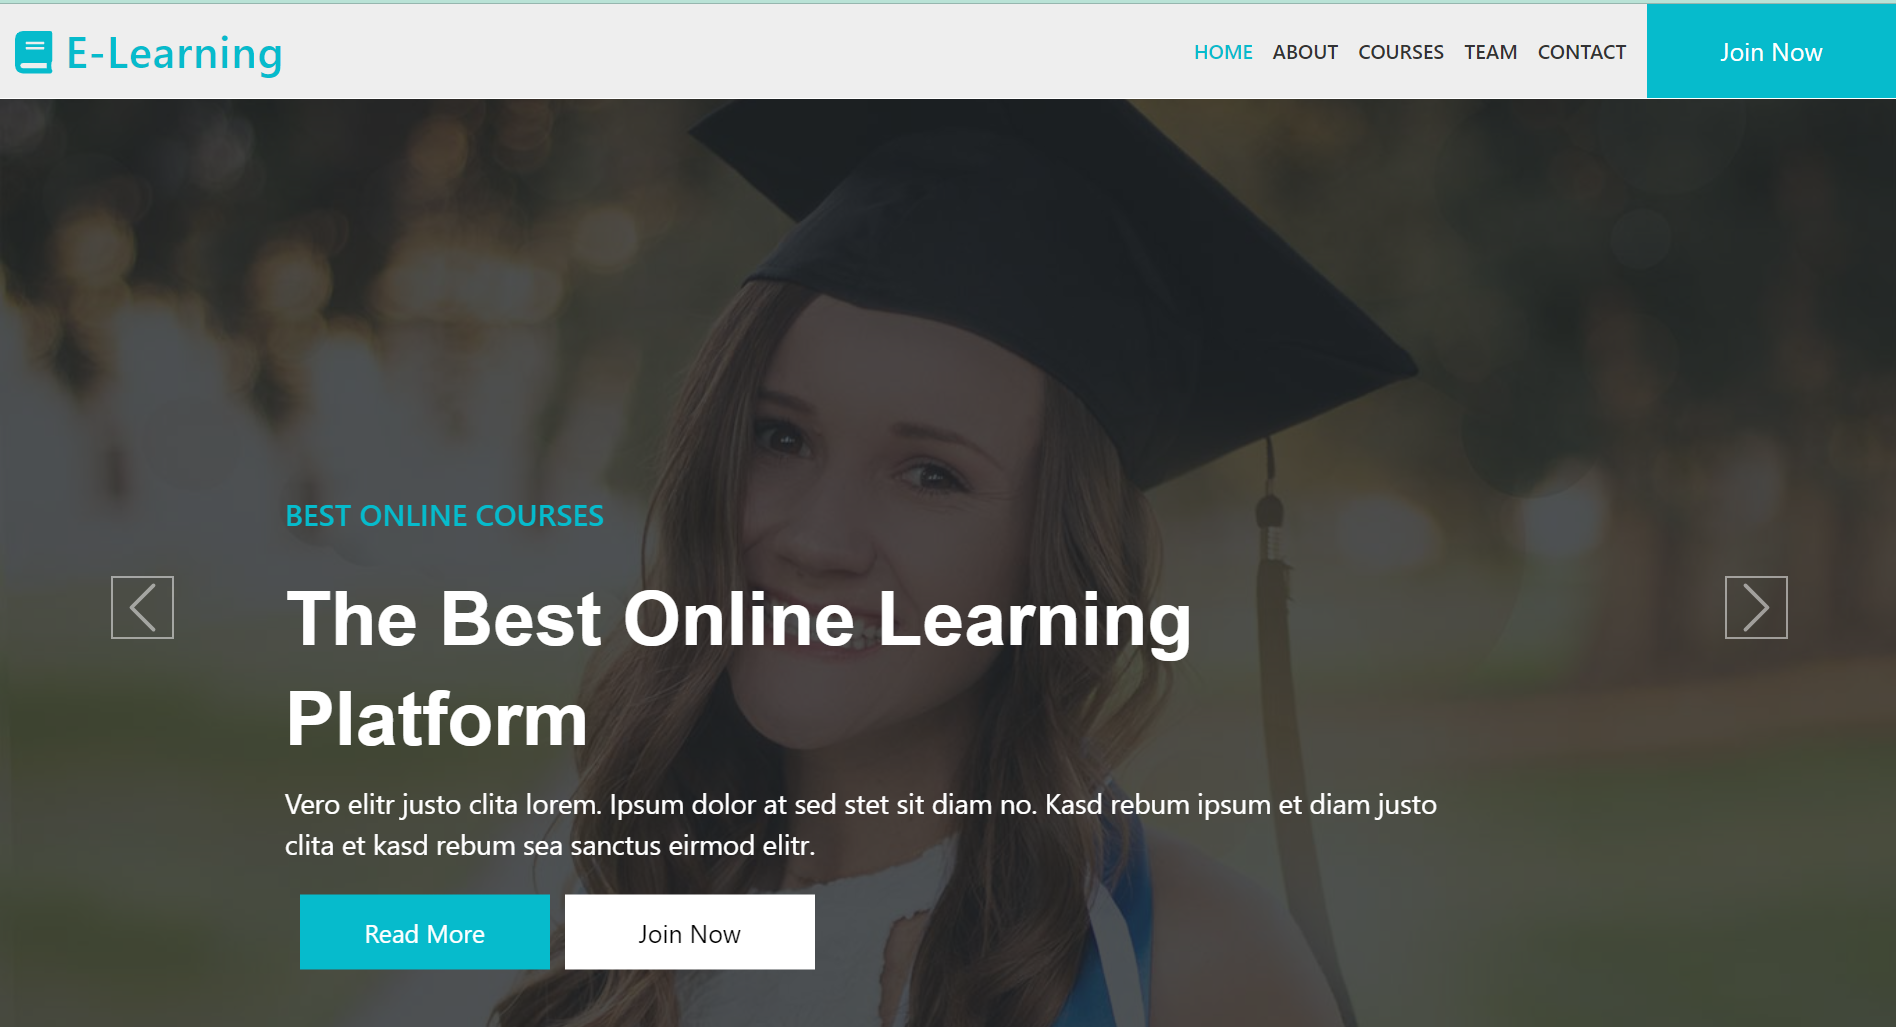 E-Learning
HOME ABOUT COURSES TEAM CONTACT Join Now
BEST ONLINE COURSES
The Best Online Learning
Platform
Vero elitr justo clita lorem. Ipsum dolor at sed stet sit diam no. Kasd rebum ipsum et diam justo
clita et kasd rebum sea sanctus eirmod elitr.
Read More Join Now